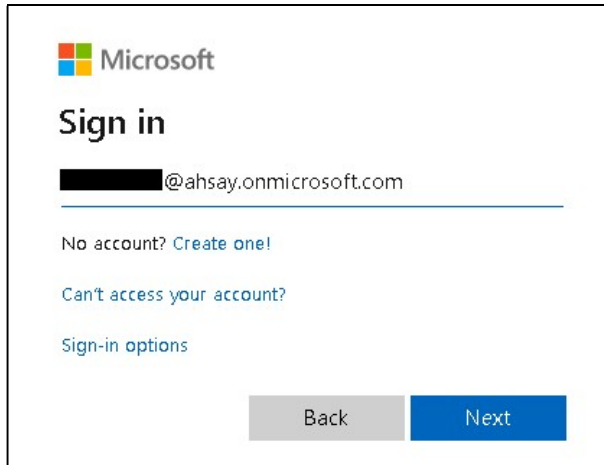 Microsoft
Sign in
@ahsay.onmicrosoft.com
No account? Create one!
Can't access your account?
Sign-in options
Back
Next